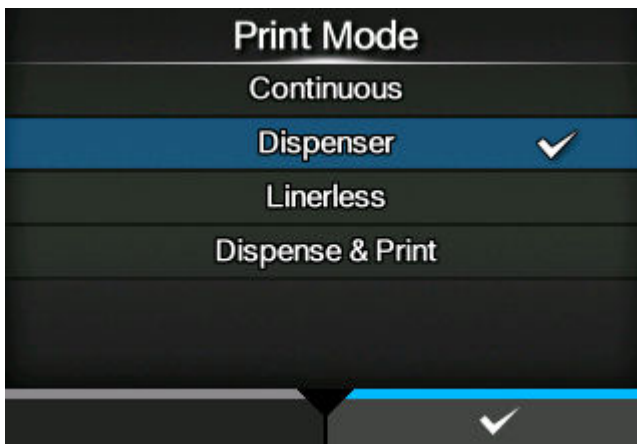 Print Mode
Continuous
Dispenser
Linerless
Dispense & Print